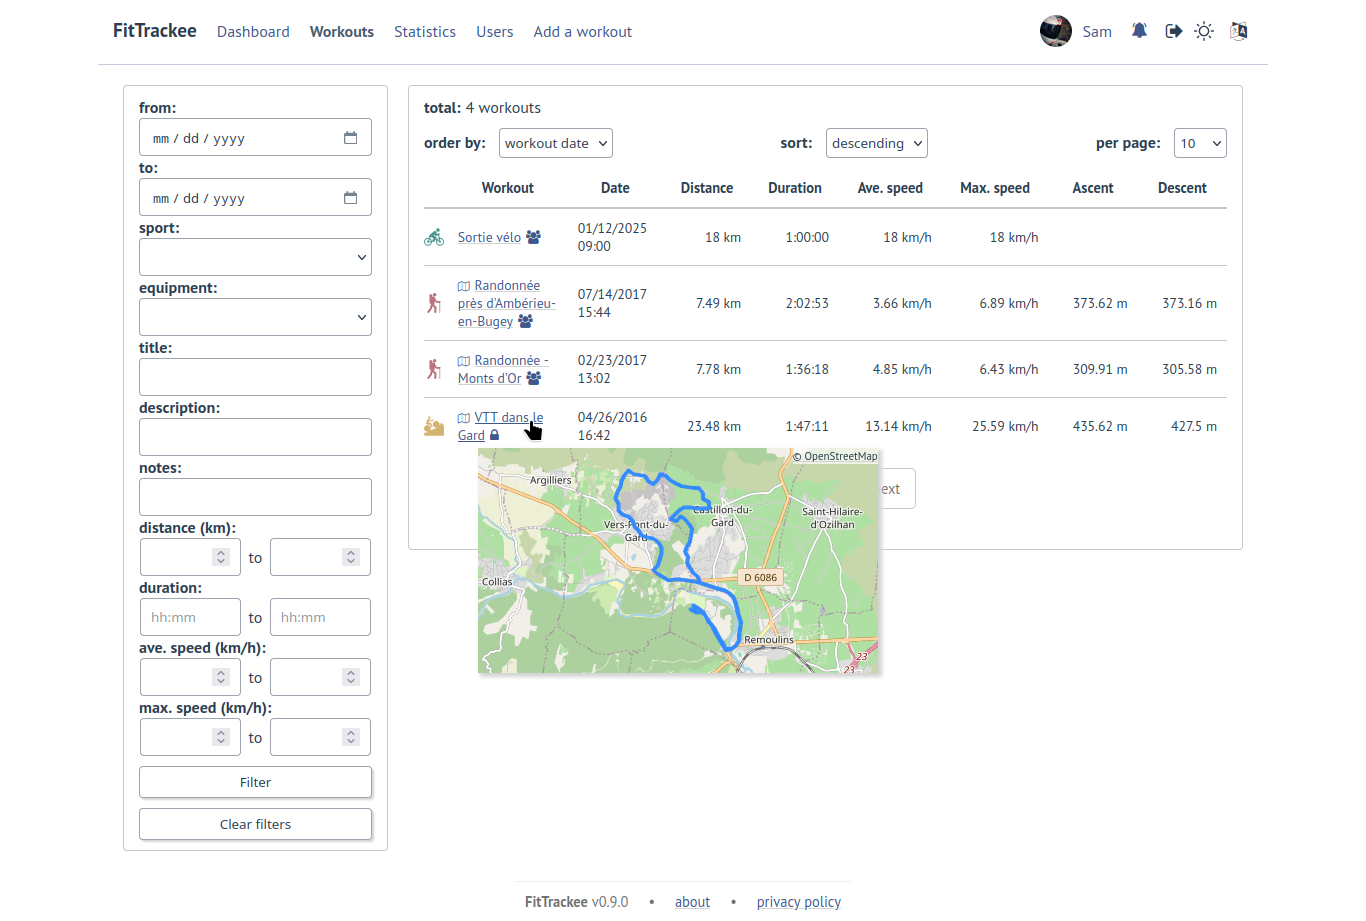 FitTrackee Dashboard Workouts Statistics Users Add a workout Sam
from:
mm / dd / yyyy
to:
mm / dd / yyyy
sport:
equipment:
title:
description:
notes:
distance (km):
to
duration:
hh:mm to hh:mm
ave. speed (km/h):
to
max. speed (km/h):
to
Filter
Clear filters
total: 4 workouts
order by: workout date sort: descending per page: 10
Workout Date Distance Duration Ave. speed Max. speed Ascent Descent
Sortie vélo 01/12/2025 09:00 18 km 1:00:00 18 km/h 18 km/h
Randonnée près d'Ambérieu-en-Bugey 07/14/2017 15:44 7.49 km 2:02:53 3.66 km/h 6.89 km/h 373.62 m 373.16 m
Randonnée - Monts d'Or 02/23/2017 13:02 7.78 km 1:36:18 4.85 km/h 6.43 km/h 309.91 m 305.58 m
VTT dans le Gard 04/26/2016 16:42 23.48 km 1:47:11 13.14 km/h 25.59 km/h 435.62 m 427.5 m
© OpenStreetMap
Argilliers
Castillon-du-Gard
Saint-Hilaire-d'Ozilhan
Vers-Pont-du-Gard
Collias
D 6086
Remoulins
23
23
FitTrackee v0.9.0 • about • privacy policy